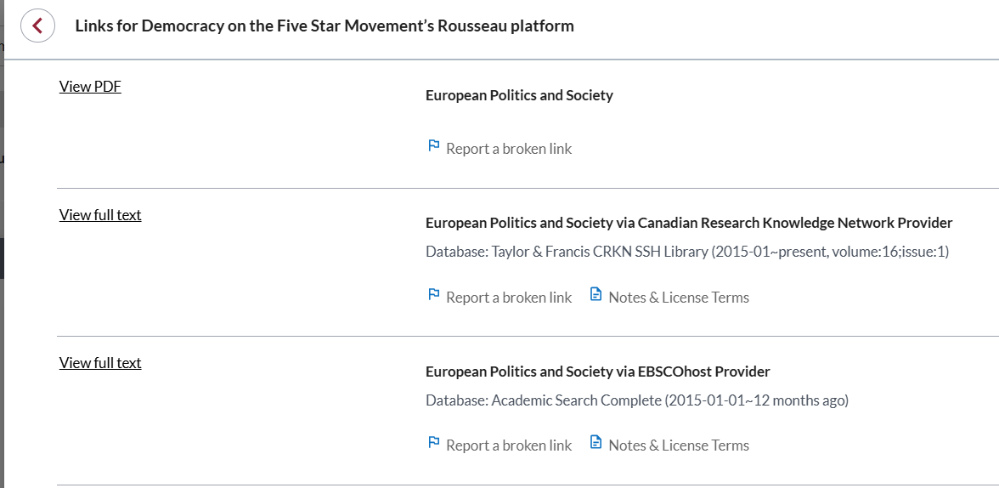 Links for Democracy on the Five Star Movement’s Rousseau platform
View PDF
European Politics and Society
Report a broken link
View full text
European Politics and Society via Canadian Research Knowledge Network Provider
Database: Taylor & Francis CRKN SSH Library (2015-01~present, volume:16;issue:1)
Report a broken link Notes & License Terms
View full text
European Politics and Society via EBSCOhost Provider
Database: Academic Search Complete (2015-01-01~12 months ago)
Report a broken link Notes & License Terms